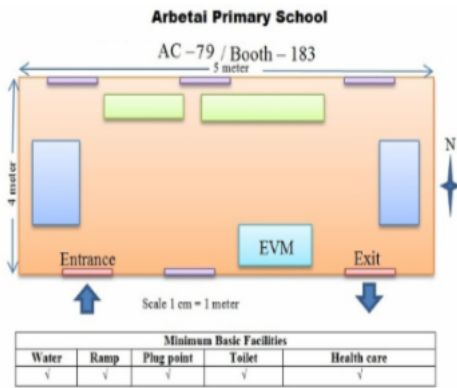 Arbetai Primary School
AC -79 / Booth - 183
5 meter
4 meter
N
Entrance
EVM
Exit
Scale 1 cm = 1 meter
Minimum Basic Facilities
Water Ramp Plug point Toilet Health care
√ √ √ √ √